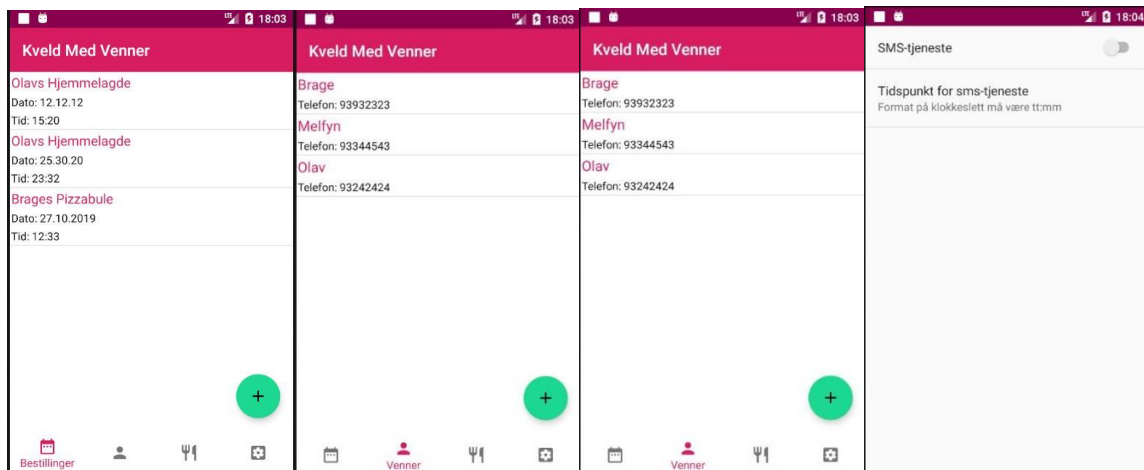 18:03
Kveld Med Venner
Olavs Hjemmelagde
Dato: 12.12.12
Tid: 15:20
Olavs Hjemmelagde
Dato: 25.30.20
Tid: 23:32
Brages Pizzabule
Dato: 27.10.2019
Tid: 12:33
+
Bestillinger
LTE 18:03
Kveld Med Venner
Brage
Telefon: 93932323
Melfyn
Telefon: 93344543
Olav
Telefon: 93242424
+
Venner
LTE 18:03
Kveld Med Venner
Brage
Telefon: 93932323
Melfyn
Telefon: 93344543
Olav
Telefon: 93242424
+
Venner
LTE 18:04
SMS-tjeneste
Tidspunkt for sms-tjeneste
Format på klokkeslett må være tt:mm